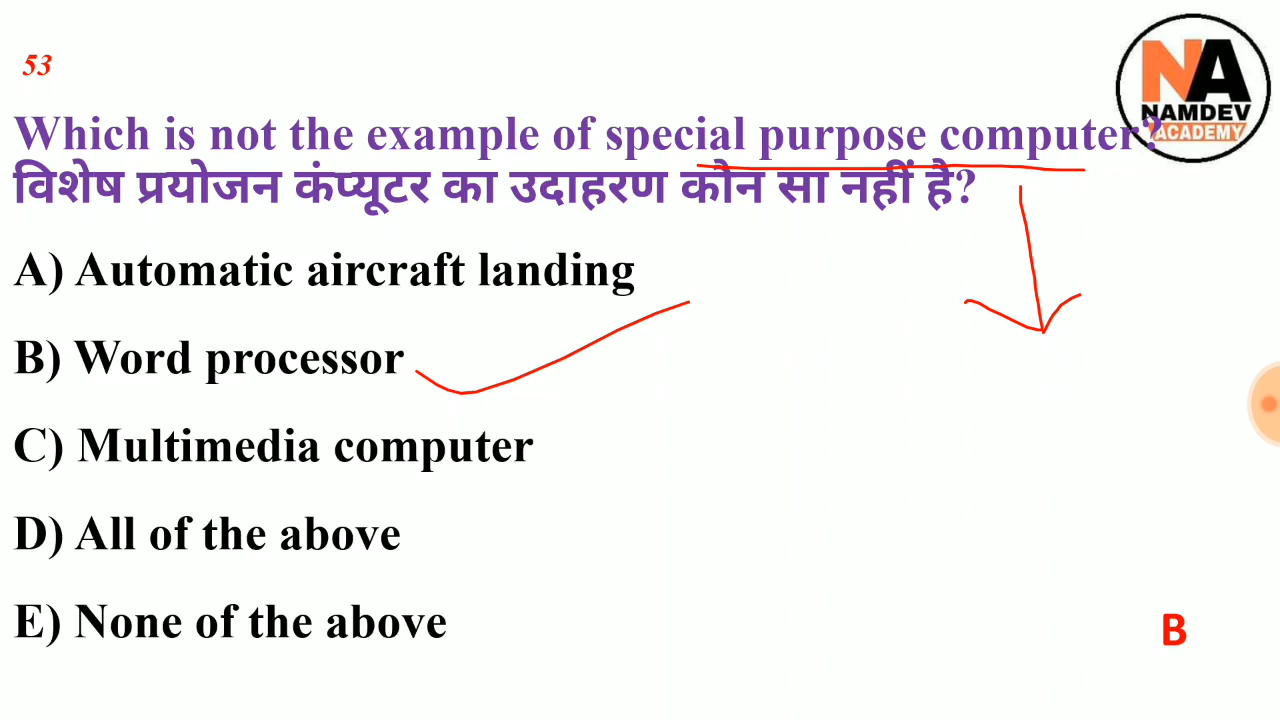 53
NA
NAMDEV
ACADEMY
Which is not the example of special purpose computer?
विशेष प्रयोजन कंप्यूटर का उदाहरण कोन सा नहीं है?
A) Automatic aircraft landing
B) Word processor
C) Multimedia computer
D) All of the above
E) None of the above
B